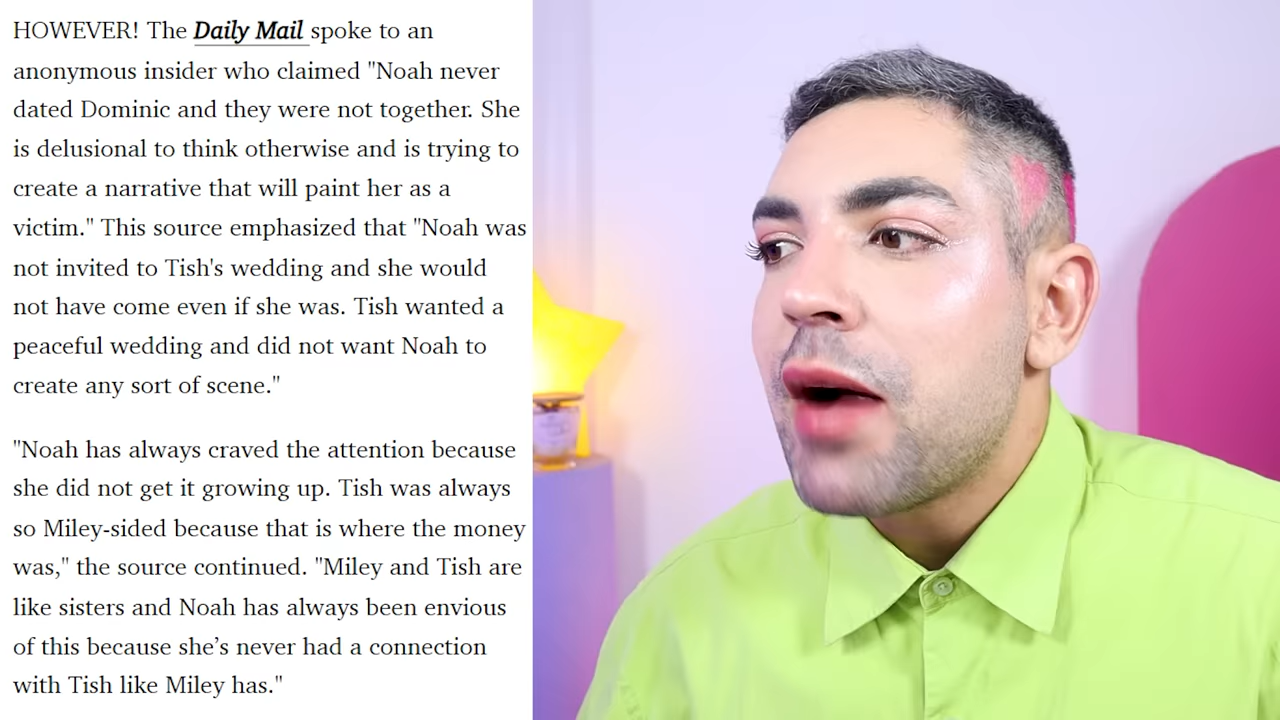 HOWEVER! The Daily Mail spoke to an
anonymous insider who claimed "Noah never
dated Dominic and they were not together. She
is delusional to think otherwise and is trying to
create a narrative that will paint her as a
victim." This source emphasized that "Noah was
not invited to Tish's wedding and she would
not have come even if she was. Tish wanted a
peaceful wedding and did not want Noah to
create any sort of scene."
"Noah has always craved the attention because
she did not get it growing up. Tish was always
so Miley-sided because that is where the money
was," the source continued. "Miley and Tish are
like sisters and Noah has always been envious
of this because she’s never had a connection
with Tish like Miley has."